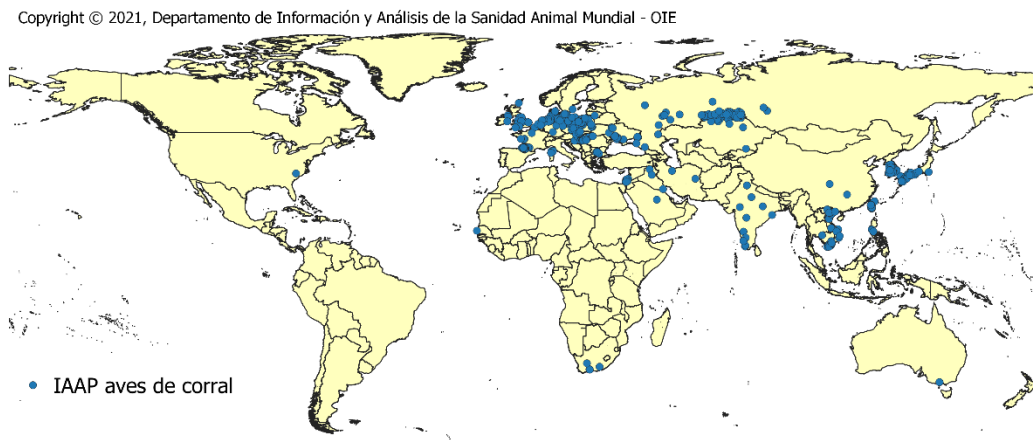 Copyright © 2021, Departamento de Información y Análisis de la Sanidad Animal Mundial - OIE
IAAP aves de corral